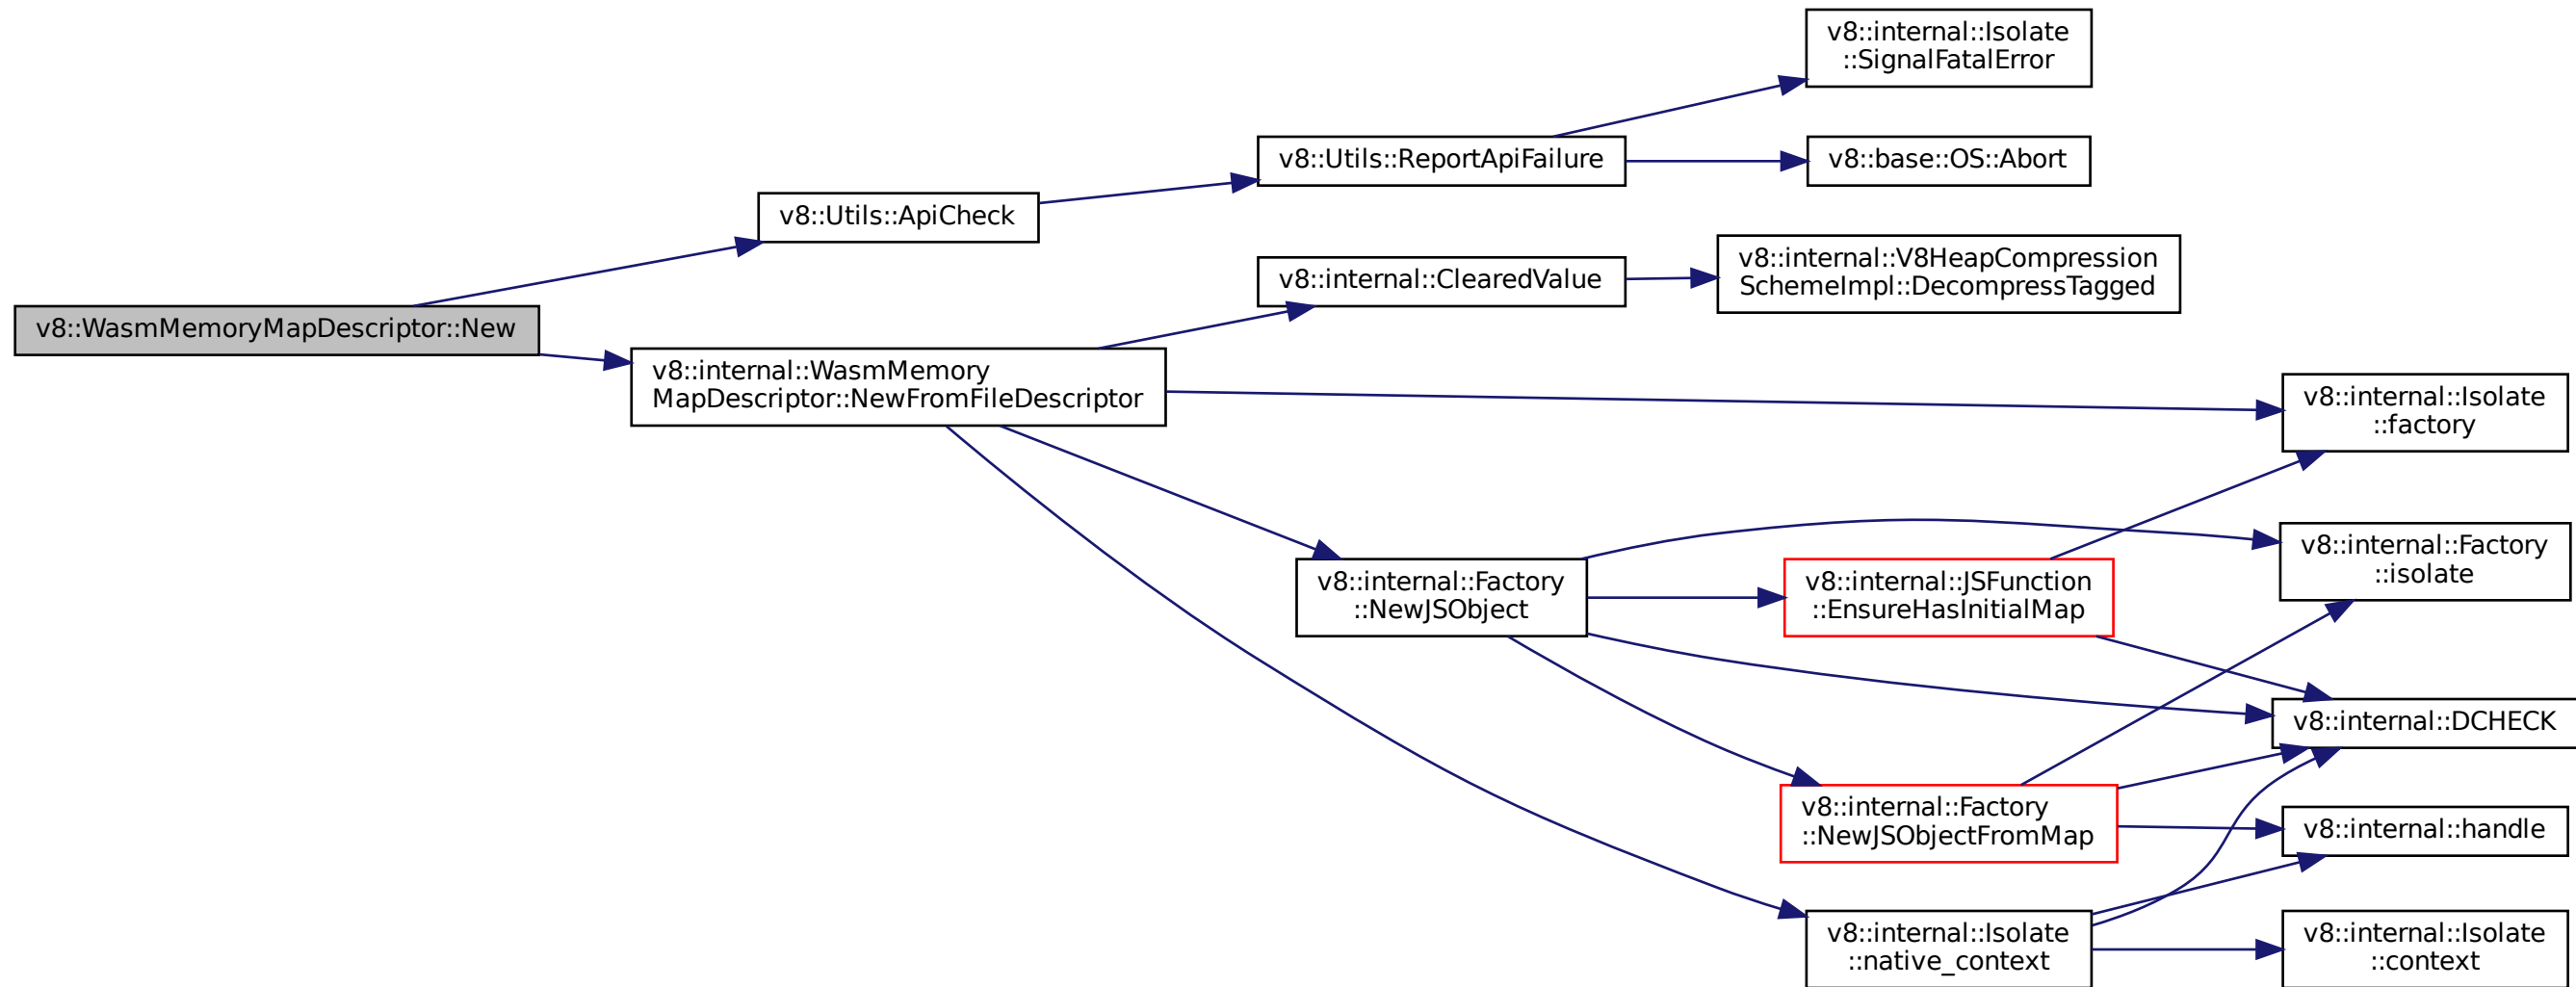 v8::WasmMemoryMapDescriptor::New
v8::Utils::ApiCheck
v8::internal::WasmMemory
MapDescriptor::NewFromFileDescriptor
v8::Utils::ReportApiFailure
v8::internal::ClearedValue
v8::internal::Factory
::NewJSObject
v8::internal::Isolate
::SignalFatalError
v8::base::OS::Abort
v8::internal::V8HeapCompression
SchemeImpl::DecompressTagged
v8::internal::JSFunction
::EnsureHasInitialMap
v8::internal::Factory
::NewJSObjectFromMap
v8::internal::Isolate
::native_context
v8::internal::Isolate
::factory
v8::internal::Factory
::isolate
v8::internal::DCHECK
v8::internal::handle
v8::internal::Isolate
::context